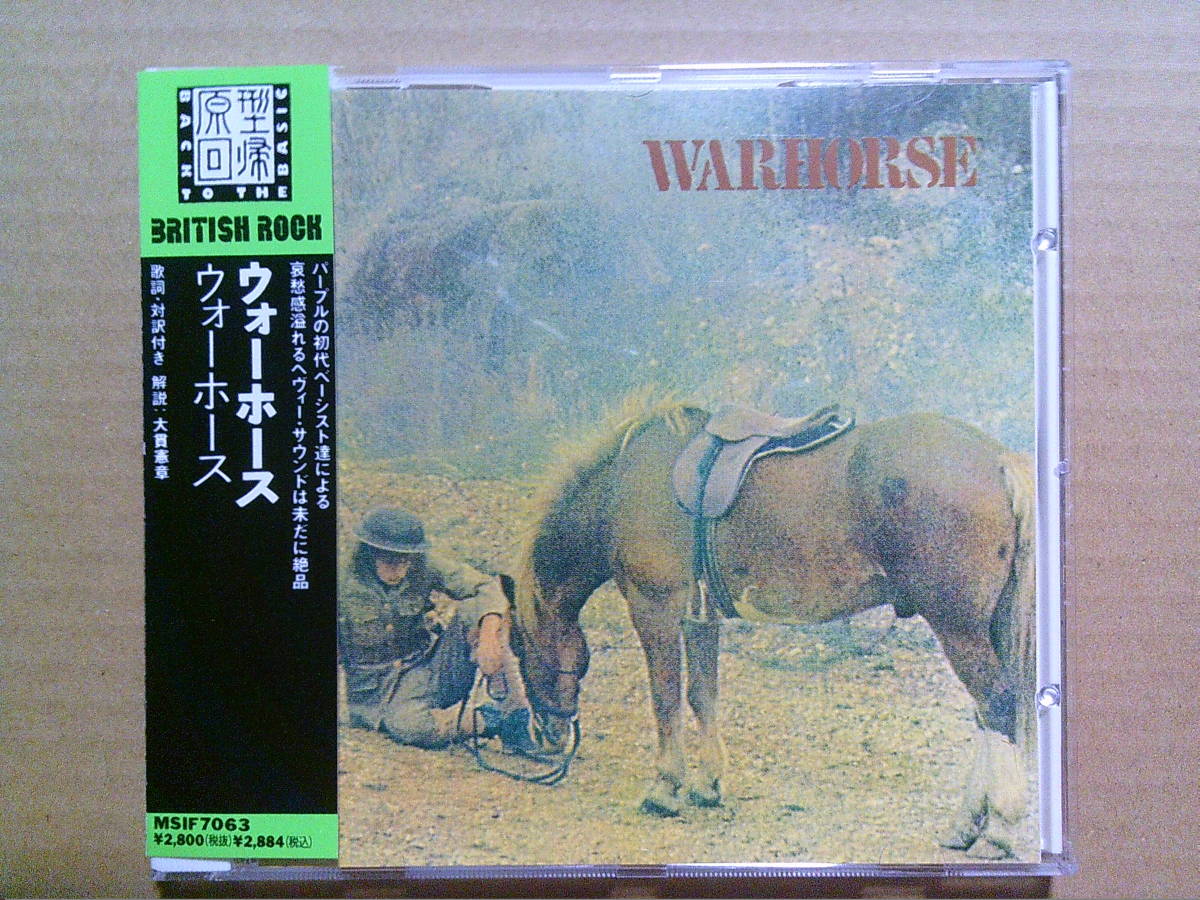 原型
回帰
BACK TO THE BASIC
BRITISH ROCK
パープルの初代ベーシスト達による
哀愁感溢れるヘヴィー・サウンドは未だに絶品
ウォーホース
ウォーホース
歌詞・対訳付き 解説:大貫憲章
MSIF7063
¥2,800(税抜)¥2,884(税込)
WARHORSE